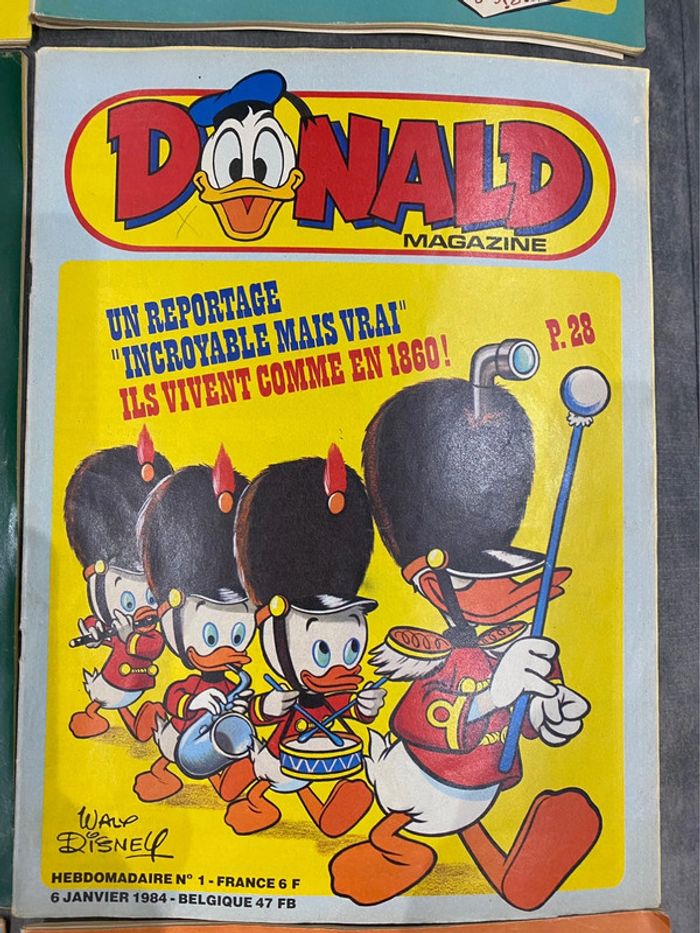 DONALD
MAGAZINE
UN REPORTAGE
"INCROYABLE MAIS VRAI"
ILS VIVENT COMME EN 1860!
P. 28
WALT
DISNEY
HEBDOMADAIRE N° 1 - FRANCE 6 F
6 JANVIER 1984 - BELGIQUE 47 FB